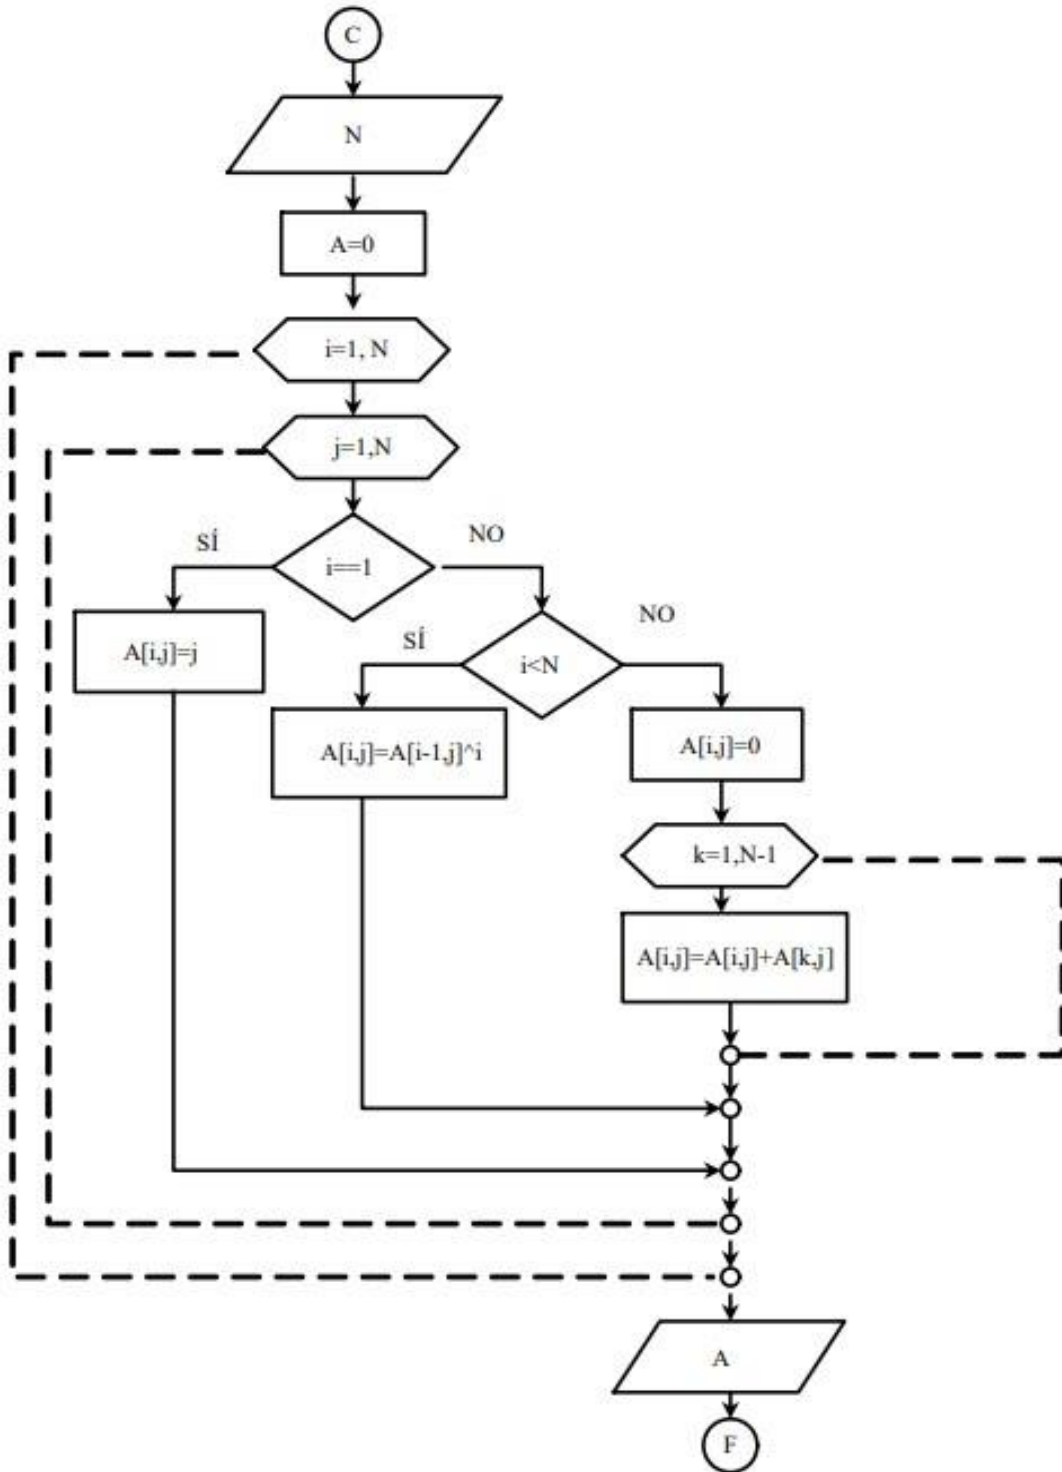 C
N
A=0
i=1, N
j=1,N
SÍ
NO
i==1
A[i,j]=j
SÍ
NO
i<N
A[i,j]=A[i-1,j]^i
A[i,j]=0
k=1,N-1
A[i,j]=A[i,j]+A[k,j]
A
F